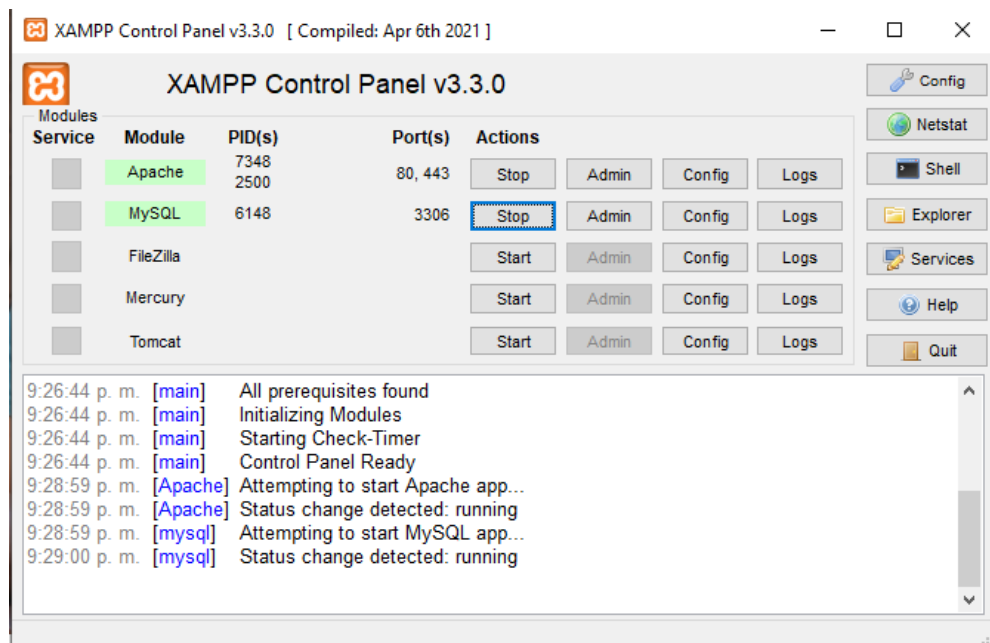 XAMPP Control Panel v3.3.0 [ Compiled: Apr 6th 2021 ]
XAMPP Control Panel v3.3.0
Config
Netstat
Shell
Explorer
Services
Help
Quit
Modules
Service Module PID(s) Port(s) Actions
Apache 7348 2500 80, 443 Stop Admin Config Logs
MySQL 6148 3306 Stop Admin Config Logs
FileZilla Start Admin Config Logs
Mercury Start Admin Config Logs
Tomcat Start Admin Config Logs
9:26:44 p. m. [main] All prerequisites found
9:26:44 p. m. [main] Initializing Modules
9:26:44 p. m. [main] Starting Check-Timer
9:26:44 p. m. [main] Control Panel Ready
9:28:59 p. m. [Apache] Attempting to start Apache app...
9:28:59 p. m. [Apache] Status change detected: running
9:28:59 p. m. [mysql] Attempting to start MySQL app...
9:29:00 p. m. [mysql] Status change detected: running